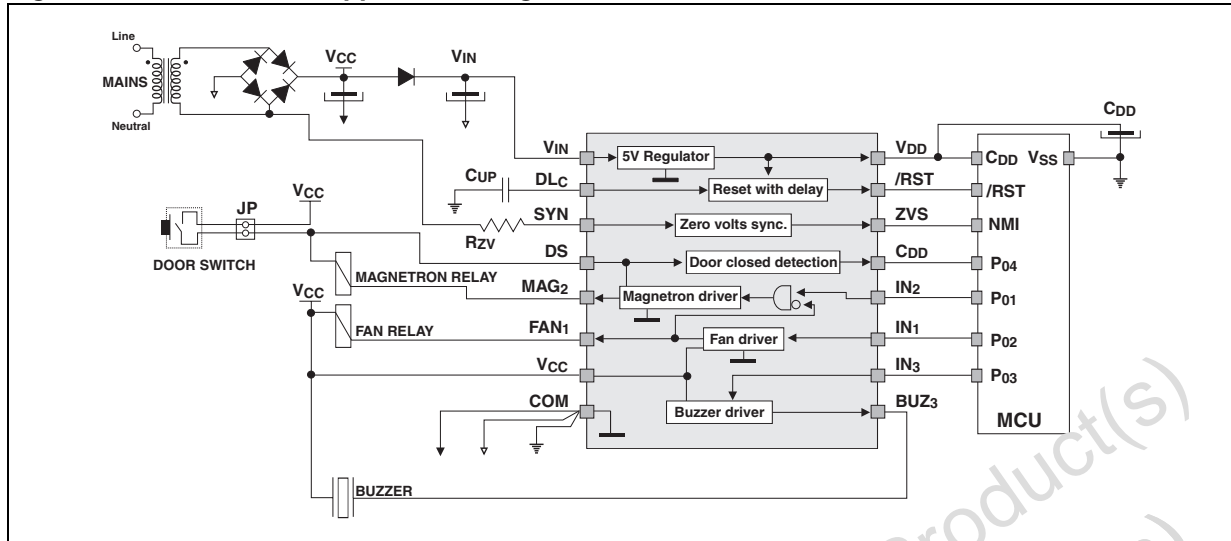 Line
MAINS
Neutral
VCC
VIN
CDD
VIN
5V Regulator
VDD
CDD VSS
CUP
DLC
Reset with delay
/RST
/RST
VCC
JP
SYN
RZV
Zero volts sync.
ZVS
NMI
DOOR SWITCH
DS
Door closed detection
CDD
P04
MAGNETRON RELAY
MAG2
Magnetron driver
IN2
P01
VCC
FAN RELAY
FAN1
Fan driver
IN1
P02
VCC
IN3
P03
COM
Buzzer driver
BUZ3
MCU
BUZZER
roduct(s)